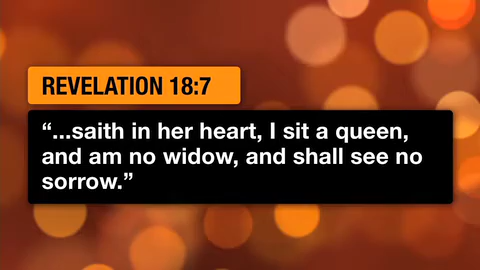 REVELATION 18:7
“...saith in her heart, I sit a queen,
and am no widow, and shall see no
sorrow.”